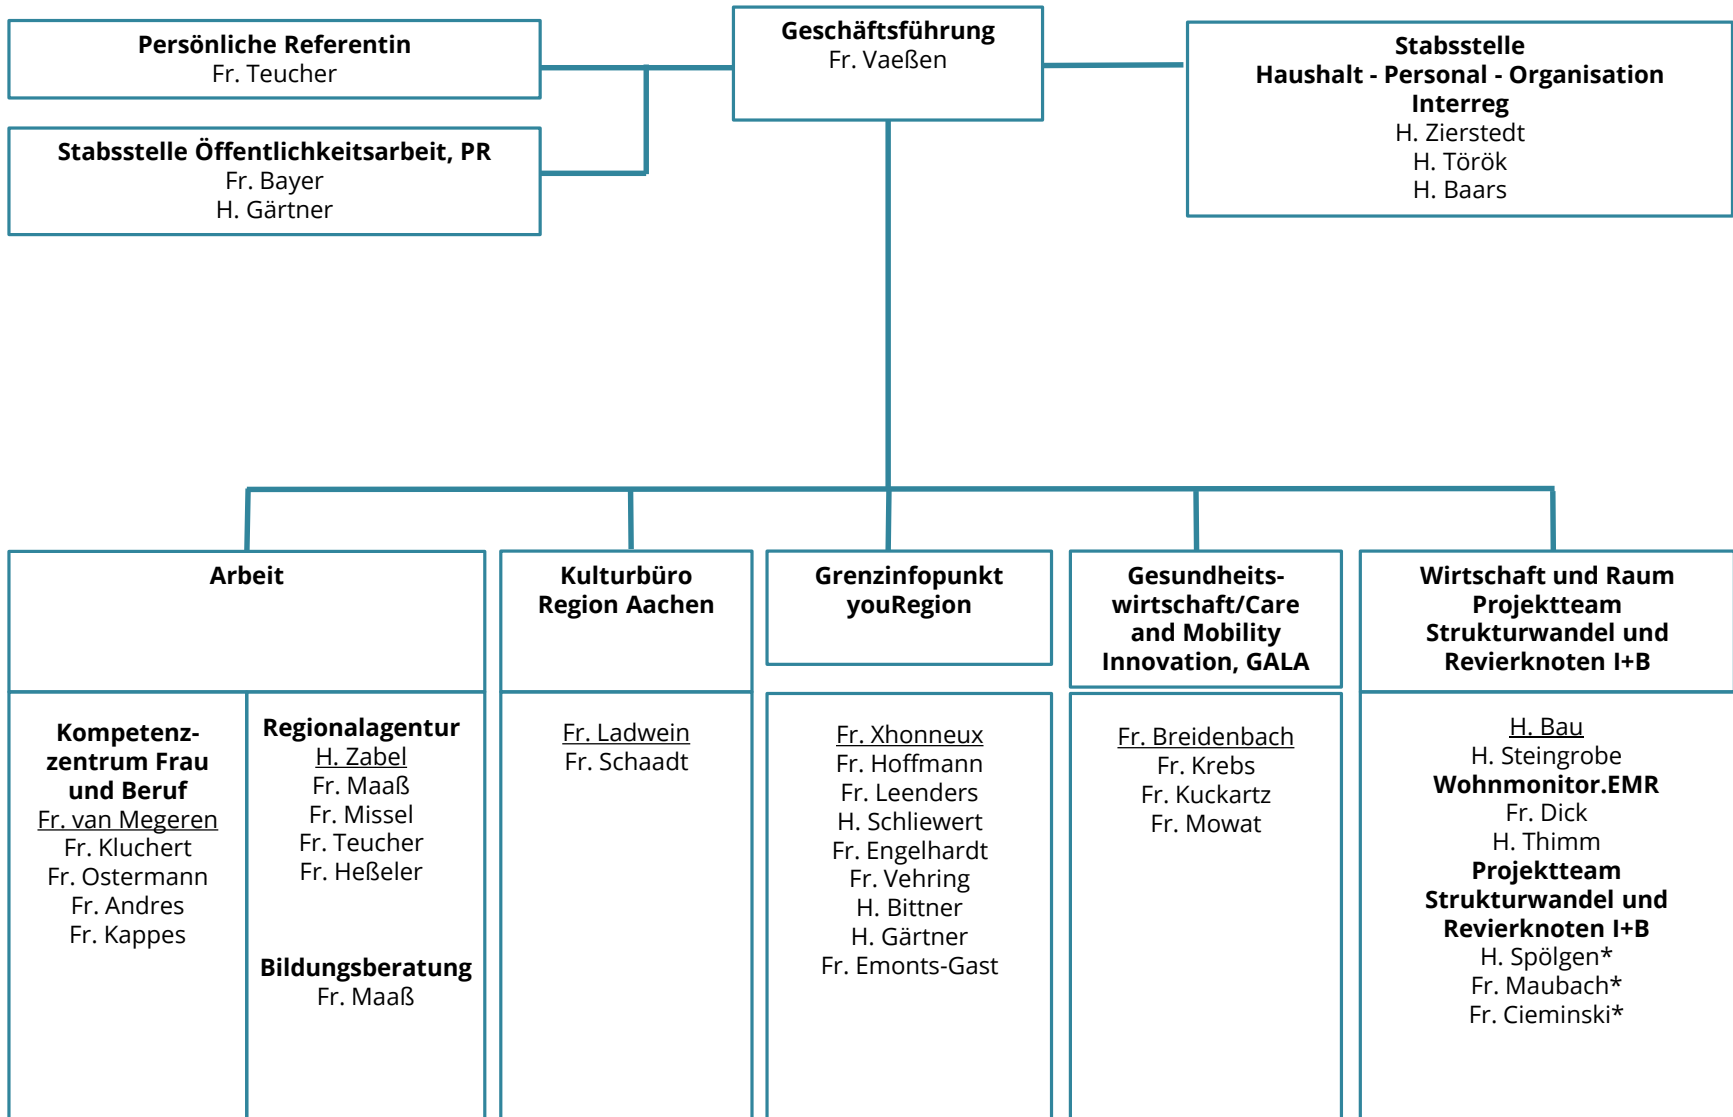 Persönliche Referentin
Fr. Teucher
Stabsstelle Öffentlichkeitsarbeit, PR
Fr. Bayer
H. Gärtner
Geschäftsführung
Fr. Vaeßen
Stabsstelle
Haushalt - Personal - Organisation
Interreg
H. Zierstedt
H. Török
H. Baars
Arbeit
Kompetenz-
zentrum Frau
und Beruf
Fr. van Megeren
Fr. Kluchert
Fr. Ostermann
Fr. Andres
Fr. Kappes
Regionalagentur
H. Zabel
Fr. Maaß
Fr. Missel
Fr. Teucher
Fr. Heßeler
Bildungsberatung
Fr. Maaß
Kulturbüro
Region Aachen
Fr. Ladwein
Fr. Schaadt
Grenzinfopunkt
youRegion
Fr. Xhonneux
Fr. Hoffmann
Fr. Leenders
H. Schliewert
Fr. Engelhardt
Fr. Vehring
H. Bittner
H. Gärtner
Fr. Emonts-Gast
Gesundheits-
wirtschaft/Care
and Mobility
Innovation, GALA
Fr. Breidenbach
Fr. Krebs
Fr. Kuckartz
Fr. Mowat
Wirtschaft und Raum
Projektteam
Strukturwandel und
Revierknoten I+B
H. Bau
H. Steingrobe
Wohnmonitor.EMR
Fr. Dick
H. Thimm
Projektteam
Strukturwandel und
Revierknoten I+B
H. Spölgen*
Fr. Maubach*
Fr. Cieminski*